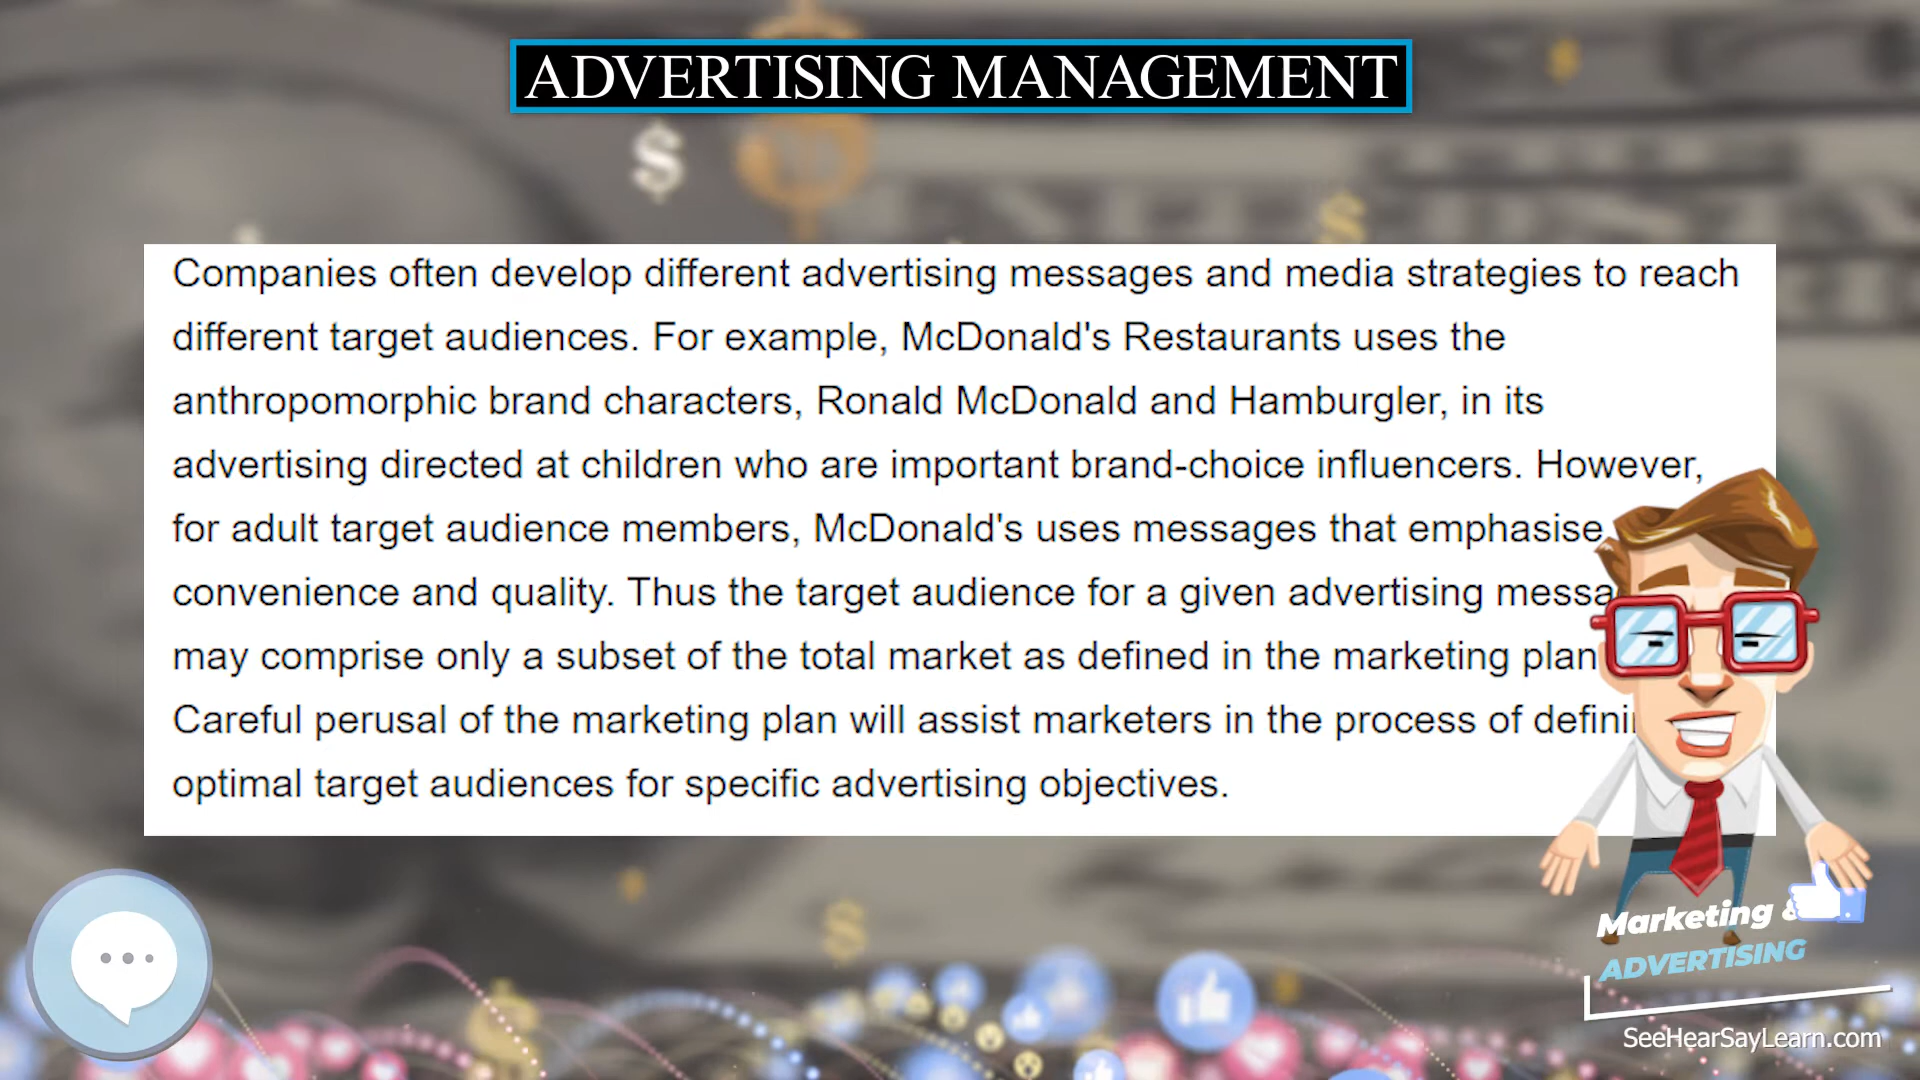 ADVERTISING MANAGEMENT
Companies often develop different advertising messages and media strategies to reach
different target audiences. For example, McDonald's Restaurants uses the
anthropomorphic brand characters, Ronald McDonald and Hamburgler, in its
advertising directed at children who are important brand-choice influencers. However,
for adult target audience members, McDonald's uses messages that emphasise
convenience and quality. Thus the target audience for a given advertising
may comprise only a subset of the total market as defined in the marketing plan
Careful perusal of the marketing plan will assist marketers in the process of
optimal target audiences for specific advertising objectives.
Marketing &
ADVERTISING
SeeHearSayLearn.com